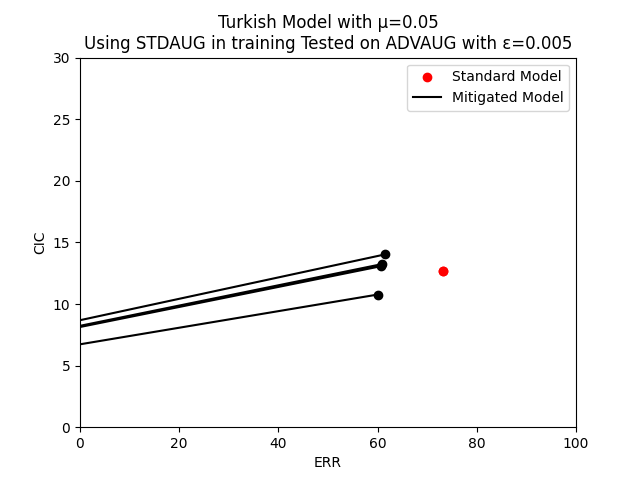 Turkish Model with μ=0.05
Using STDAUG in training Tested on ADVAUG with ε=0.005
Standard Model
Mitigated Model
30
25
20
15
10
5
0
CIC
0 20 40 60 80 100
ERR